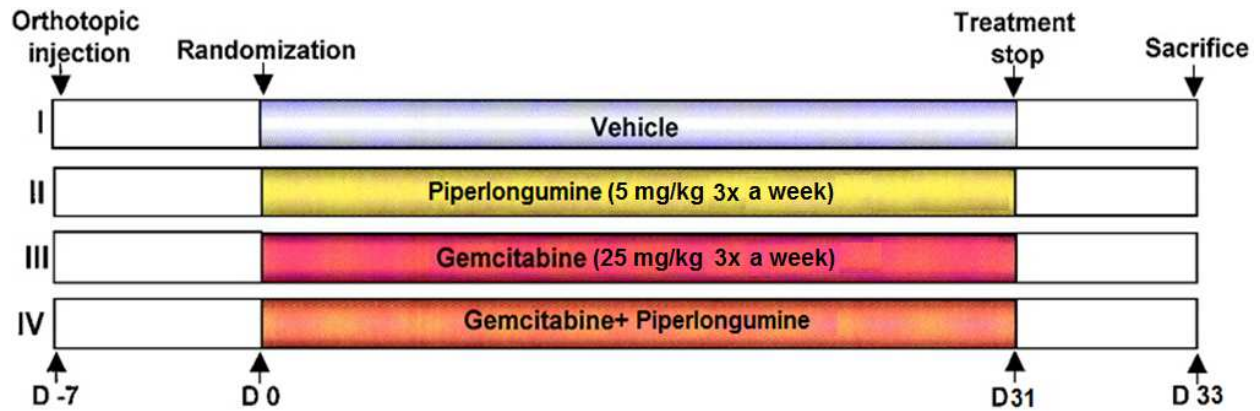 Orthotopic
injection
Randomization
Treatment
stop
Sacrifice
I
Vehicle
II
Piperlongumine (5 mg/kg 3x a week)
III
Gemcitabine (25 mg/kg 3x a week)
IV
Gemcitabine+ Piperlongumine
D -7
D 0
D31
D 33